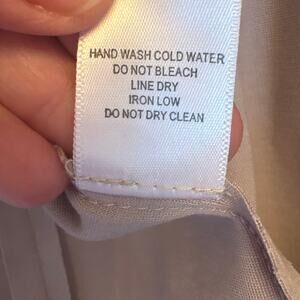 HAND WASH COLD WATER
DO NOT BLEACH
LINE DRY
IRON LOW
DO NOT DRY CLEAN